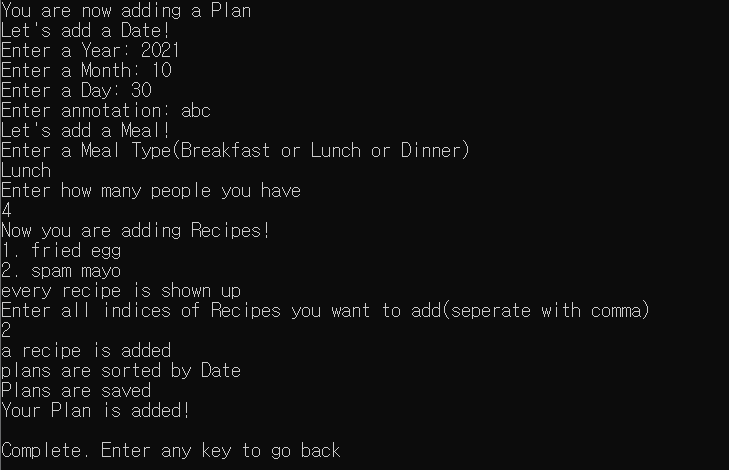 You are now adding a Plan
Let's add a Date!
Enter a Year: 2021
Enter a Month: 10
Enter a Day: 30
Enter annotation: abc
Let's add a Meal!
Enter a Meal Type(Breakfast or Lunch or Dinner)
Lunch
Enter how many people you have
4
Now you are adding Recipes!
1. fried egg
2. spam mayo
every recipe is shown up
Enter all indices of Recipes you want to add(seperate with comma)
2
a recipe is added
plans are sorted by Date
Plans are saved
Your Plan is added!
Complete. Enter any key to go back